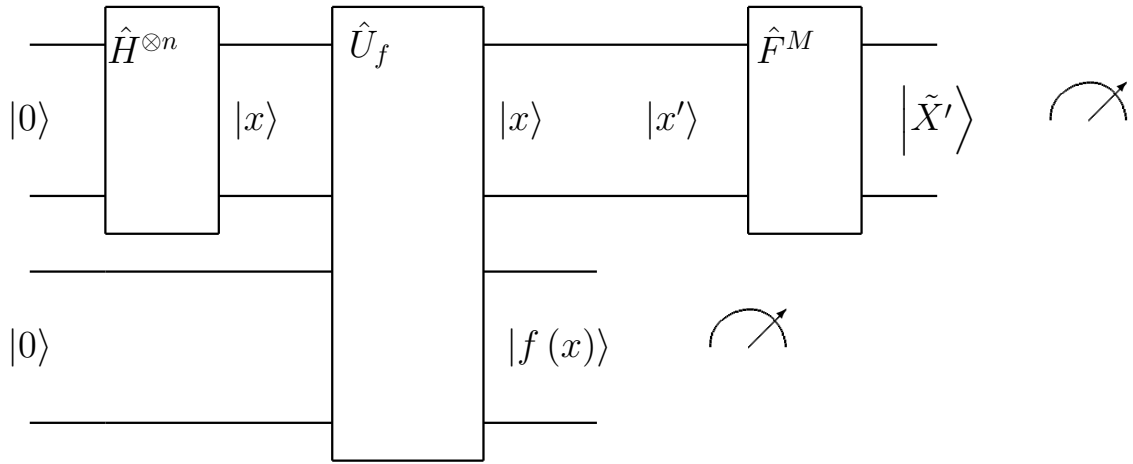 Ĥ^{⊗n}
Û_f
F̂^M
|0⟩ |x⟩ |x⟩ |x′⟩ |X̃′⟩
|0⟩ |f (x)⟩